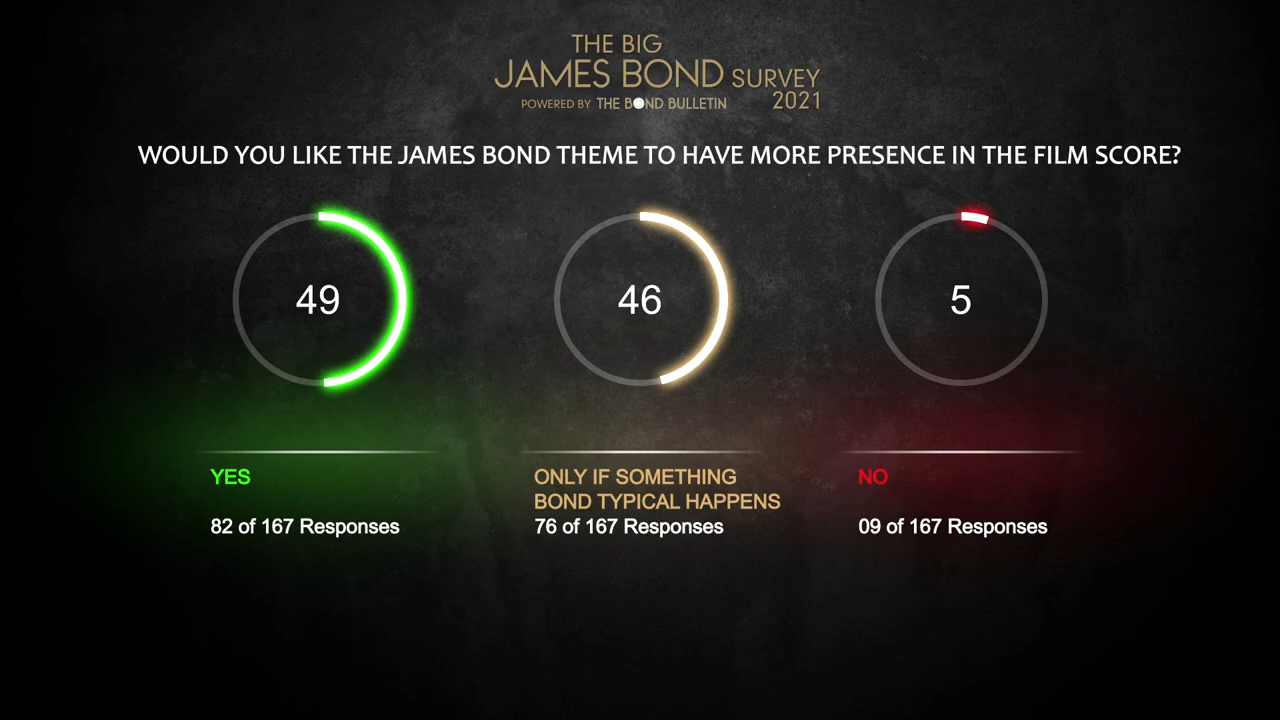 THE BIG
JAMES BOND SURVEY
POWERED BY THE BOND BULLETIN 2021
WOULD YOU LIKE THE JAMES BOND THEME TO HAVE MORE PRESENCE IN THE FILM SCORE?
49 46 5
YES
82 of 167 Responses
ONLY IF SOMETHING
BOND TYPICAL HAPPENS
76 of 167 Responses
NO
09 of 167 Responses